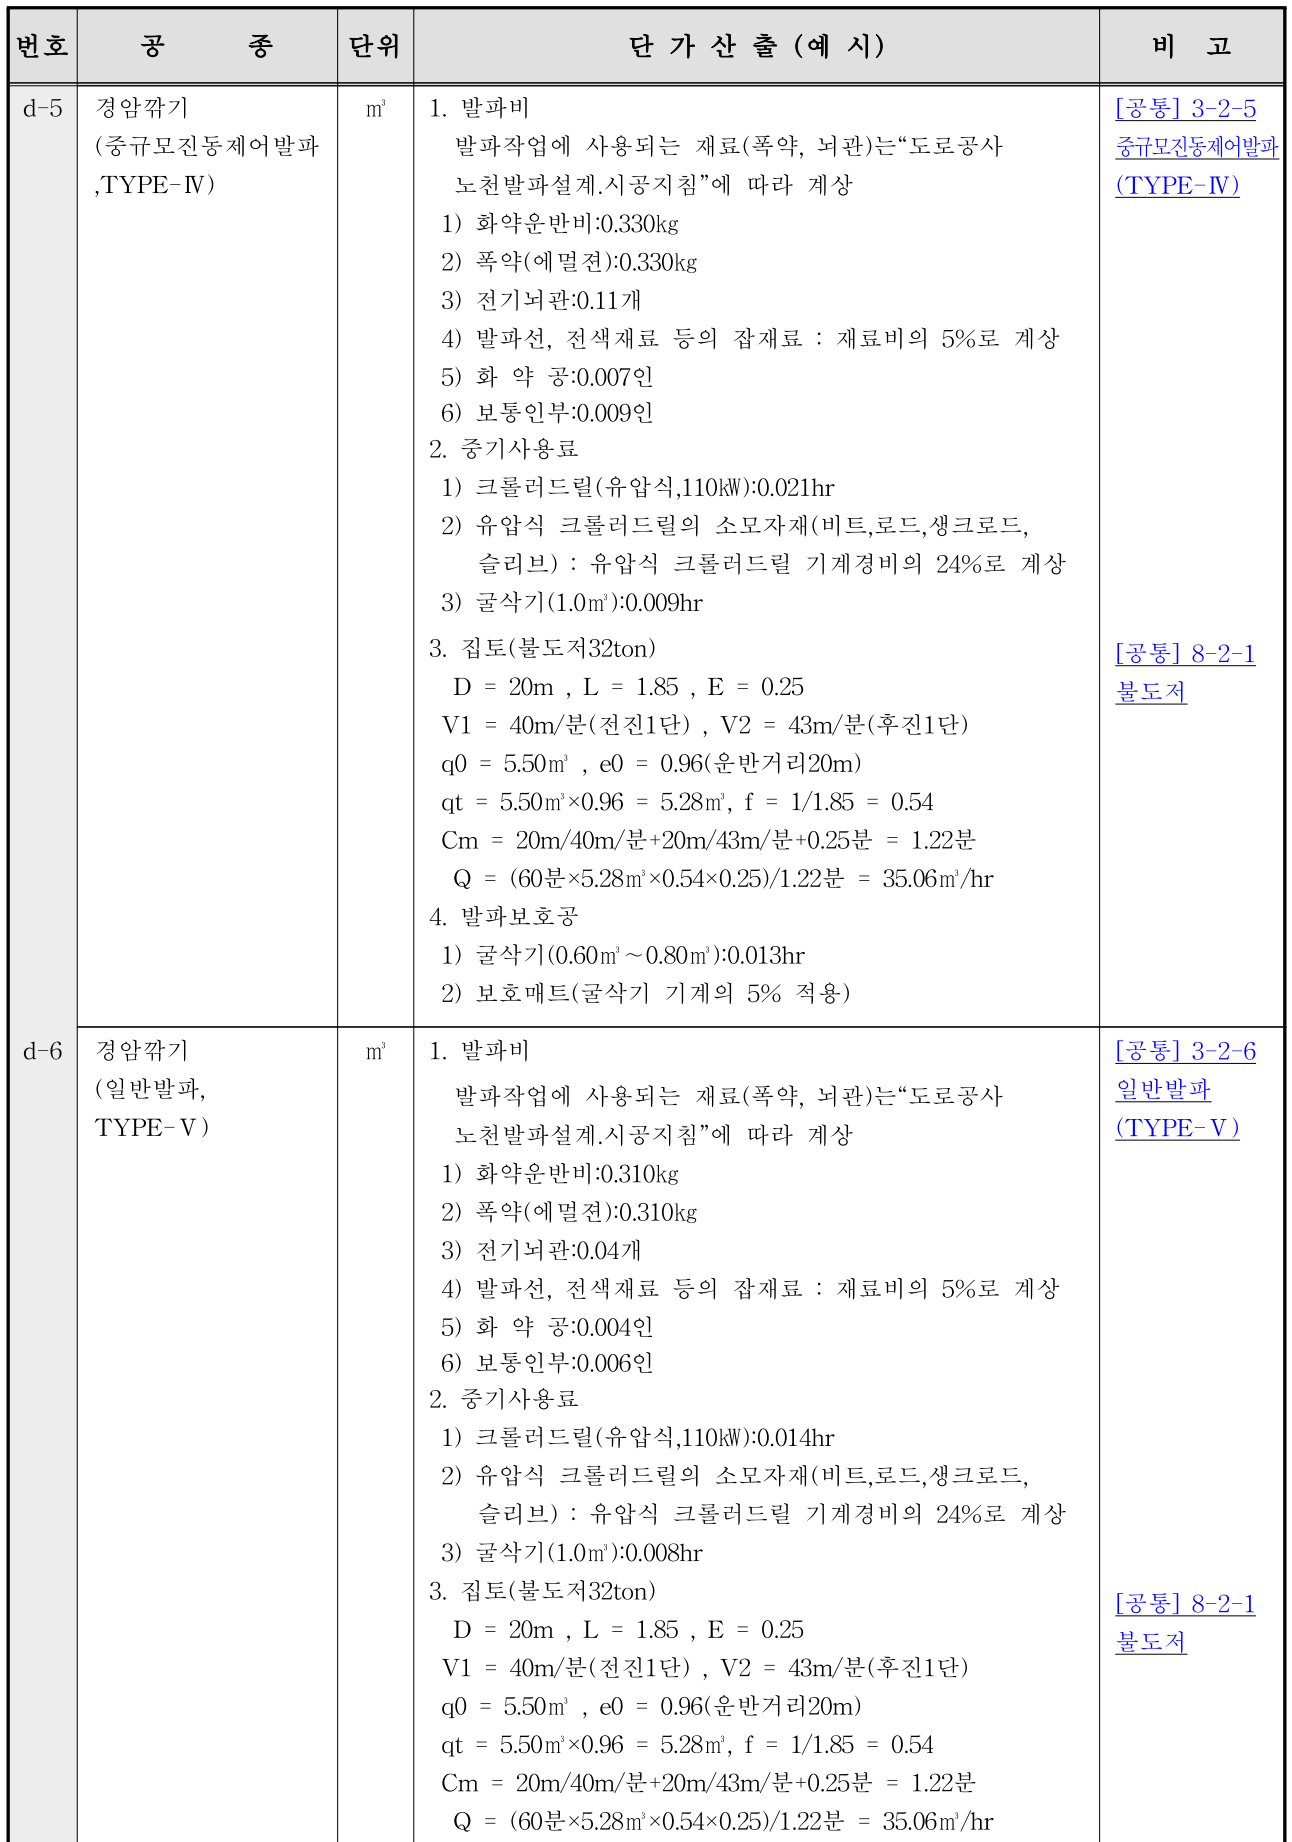 번호 공 종 단위 단 가 산 출 (예 시) 비 고
d-5 경암깎기 ㎥ 1. 발파비 [공통] 3-2-5
(중규모진동제어발파 발파작업에 사용되는 재료(폭약, 뇌관)는“도로공사 중규모진동제어발파
,TYPE-Ⅳ) 노천발파설계.시공지침”에 따라 계상 (TYPE-Ⅳ)
1) 화약운반비:0.330㎏
2) 폭약(에멀젼):0.330㎏
3) 전기뇌관:0.11개
4) 발파선, 전색재료 등의 잡재료 : 재료비의 5%로 계상
5) 화 약 공:0.007인
6) 보통인부:0.009인
2. 중기사용료
1) 크롤러드릴(유압식,110㎾):0.021hr
2) 유압식 크롤러드릴의 소모자재(비트,로드,생크로드,
슬리브) : 유압식 크롤러드릴 기계경비의 24%로 계상
3) 굴삭기(1.0㎥):0.009hr
3. 집토(불도저32ton) [공통] 8-2-1
D = 20m , L = 1.85 , E = 0.25 불도저
V1 = 40m/분(전진1단) , V2 = 43m/분(후진1단)
q0 = 5.50㎥ , e0 = 0.96(운반거리20m)
qt = 5.50㎥×0.96 = 5.28㎥, f = 1/1.85 = 0.54
Cm = 20m/40m/분+20m/43m/분+0.25분 = 1.22분
Q = (60분×5.28㎥×0.54×0.25)/1.22분 = 35.06㎥/hr
4. 발파보호공
1) 굴삭기(0.60㎥～0.80㎥):0.013hr
2) 보호매트(굴삭기 기계의 5% 적용)
d-6 경암깎기 ㎥ 1. 발파비 [공통] 3-2-6
(일반발파, 발파작업에 사용되는 재료(폭약, 뇌관)는“도로공사 일반발파
TYPE-Ⅴ) 노천발파설계.시공지침”에 따라 계상 (TYPE-Ⅴ)
1) 화약운반비:0.310㎏
2) 폭약(에멀젼):0.310㎏
3) 전기뇌관:0.04개
4) 발파선, 전색재료 등의 잡재료 : 재료비의 5%로 계상
5) 화 약 공:0.004인
6) 보통인부:0.006인
2. 중기사용료
1) 크롤러드릴(유압식,110㎾):0.014hr
2) 유압식 크롤러드릴의 소모자재(비트,로드,생크로드,
슬리브) : 유압식 크롤러드릴 기계경비의 24%로 계상
3) 굴삭기(1.0㎥):0.008hr
3. 집토(불도저32ton) [공통] 8-2-1
D = 20m , L = 1.85 , E = 0.25 불도저
V1 = 40m/분(전진1단) , V2 = 43m/분(후진1단)
q0 = 5.50㎥ , e0 = 0.96(운반거리20m)
qt = 5.50㎥×0.96 = 5.28㎥, f = 1/1.85 = 0.54
Cm = 20m/40m/분+20m/43m/분+0.25분 = 1.22분
Q = (60분×5.28㎥×0.54×0.25)/1.22분 = 35.06㎥/hr